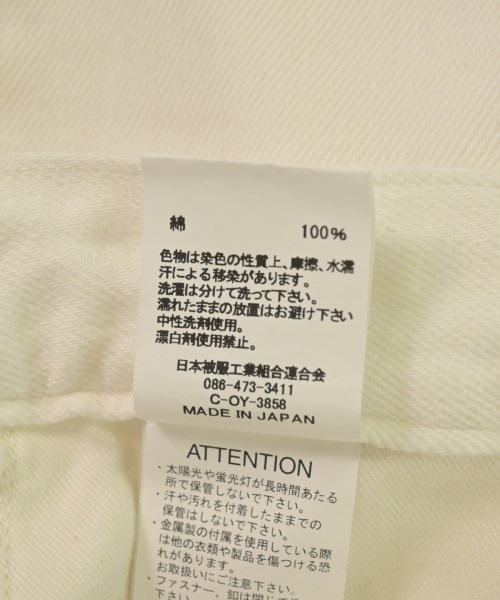 綿 100%
色物は染色の性質上、摩擦、水濡
汗による移染があります。
洗濯は分けて洗って下さい。
濡れたままの放置はお避け下さい
中性洗剤使用。
漂白剤使用禁止。
日本被服工業組合連合会
086-473-3411
C-OY-3858
MADE IN JAPAN
ATTENTION
・太陽光や蛍光灯が長時間あたる
所で保管しないで下さい。
・汗や汚れを付着したままでの
保管はしないで下さい。
・金属製の付属を使用している際
は他の衣類や製品を傷つける恐
れがあります。
お取扱いにご注意下さい。
・ファスナー、釦は閉じて
下さい